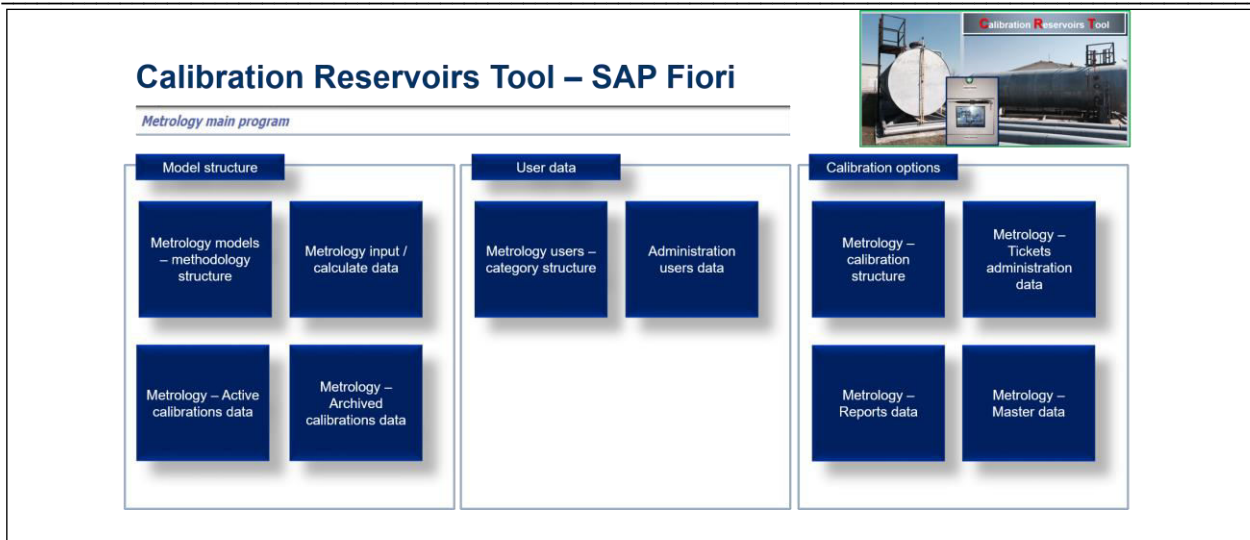 Calibration Reservoirs Tool
Calibration Reservoirs Tool – SAP Fiori
Metrology main program
Model structure
Metrology models
– methodology
structure
Metrology input /
calculate data
Metrology – Active
calibrations data
Metrology –
Archived
calibrations data
User data
Metrology users –
category structure
Administration
users data
Calibration options
Metrology –
calibration
structure
Metrology –
Tickets
administration
data
Metrology –
Reports data
Metrology –
Master data